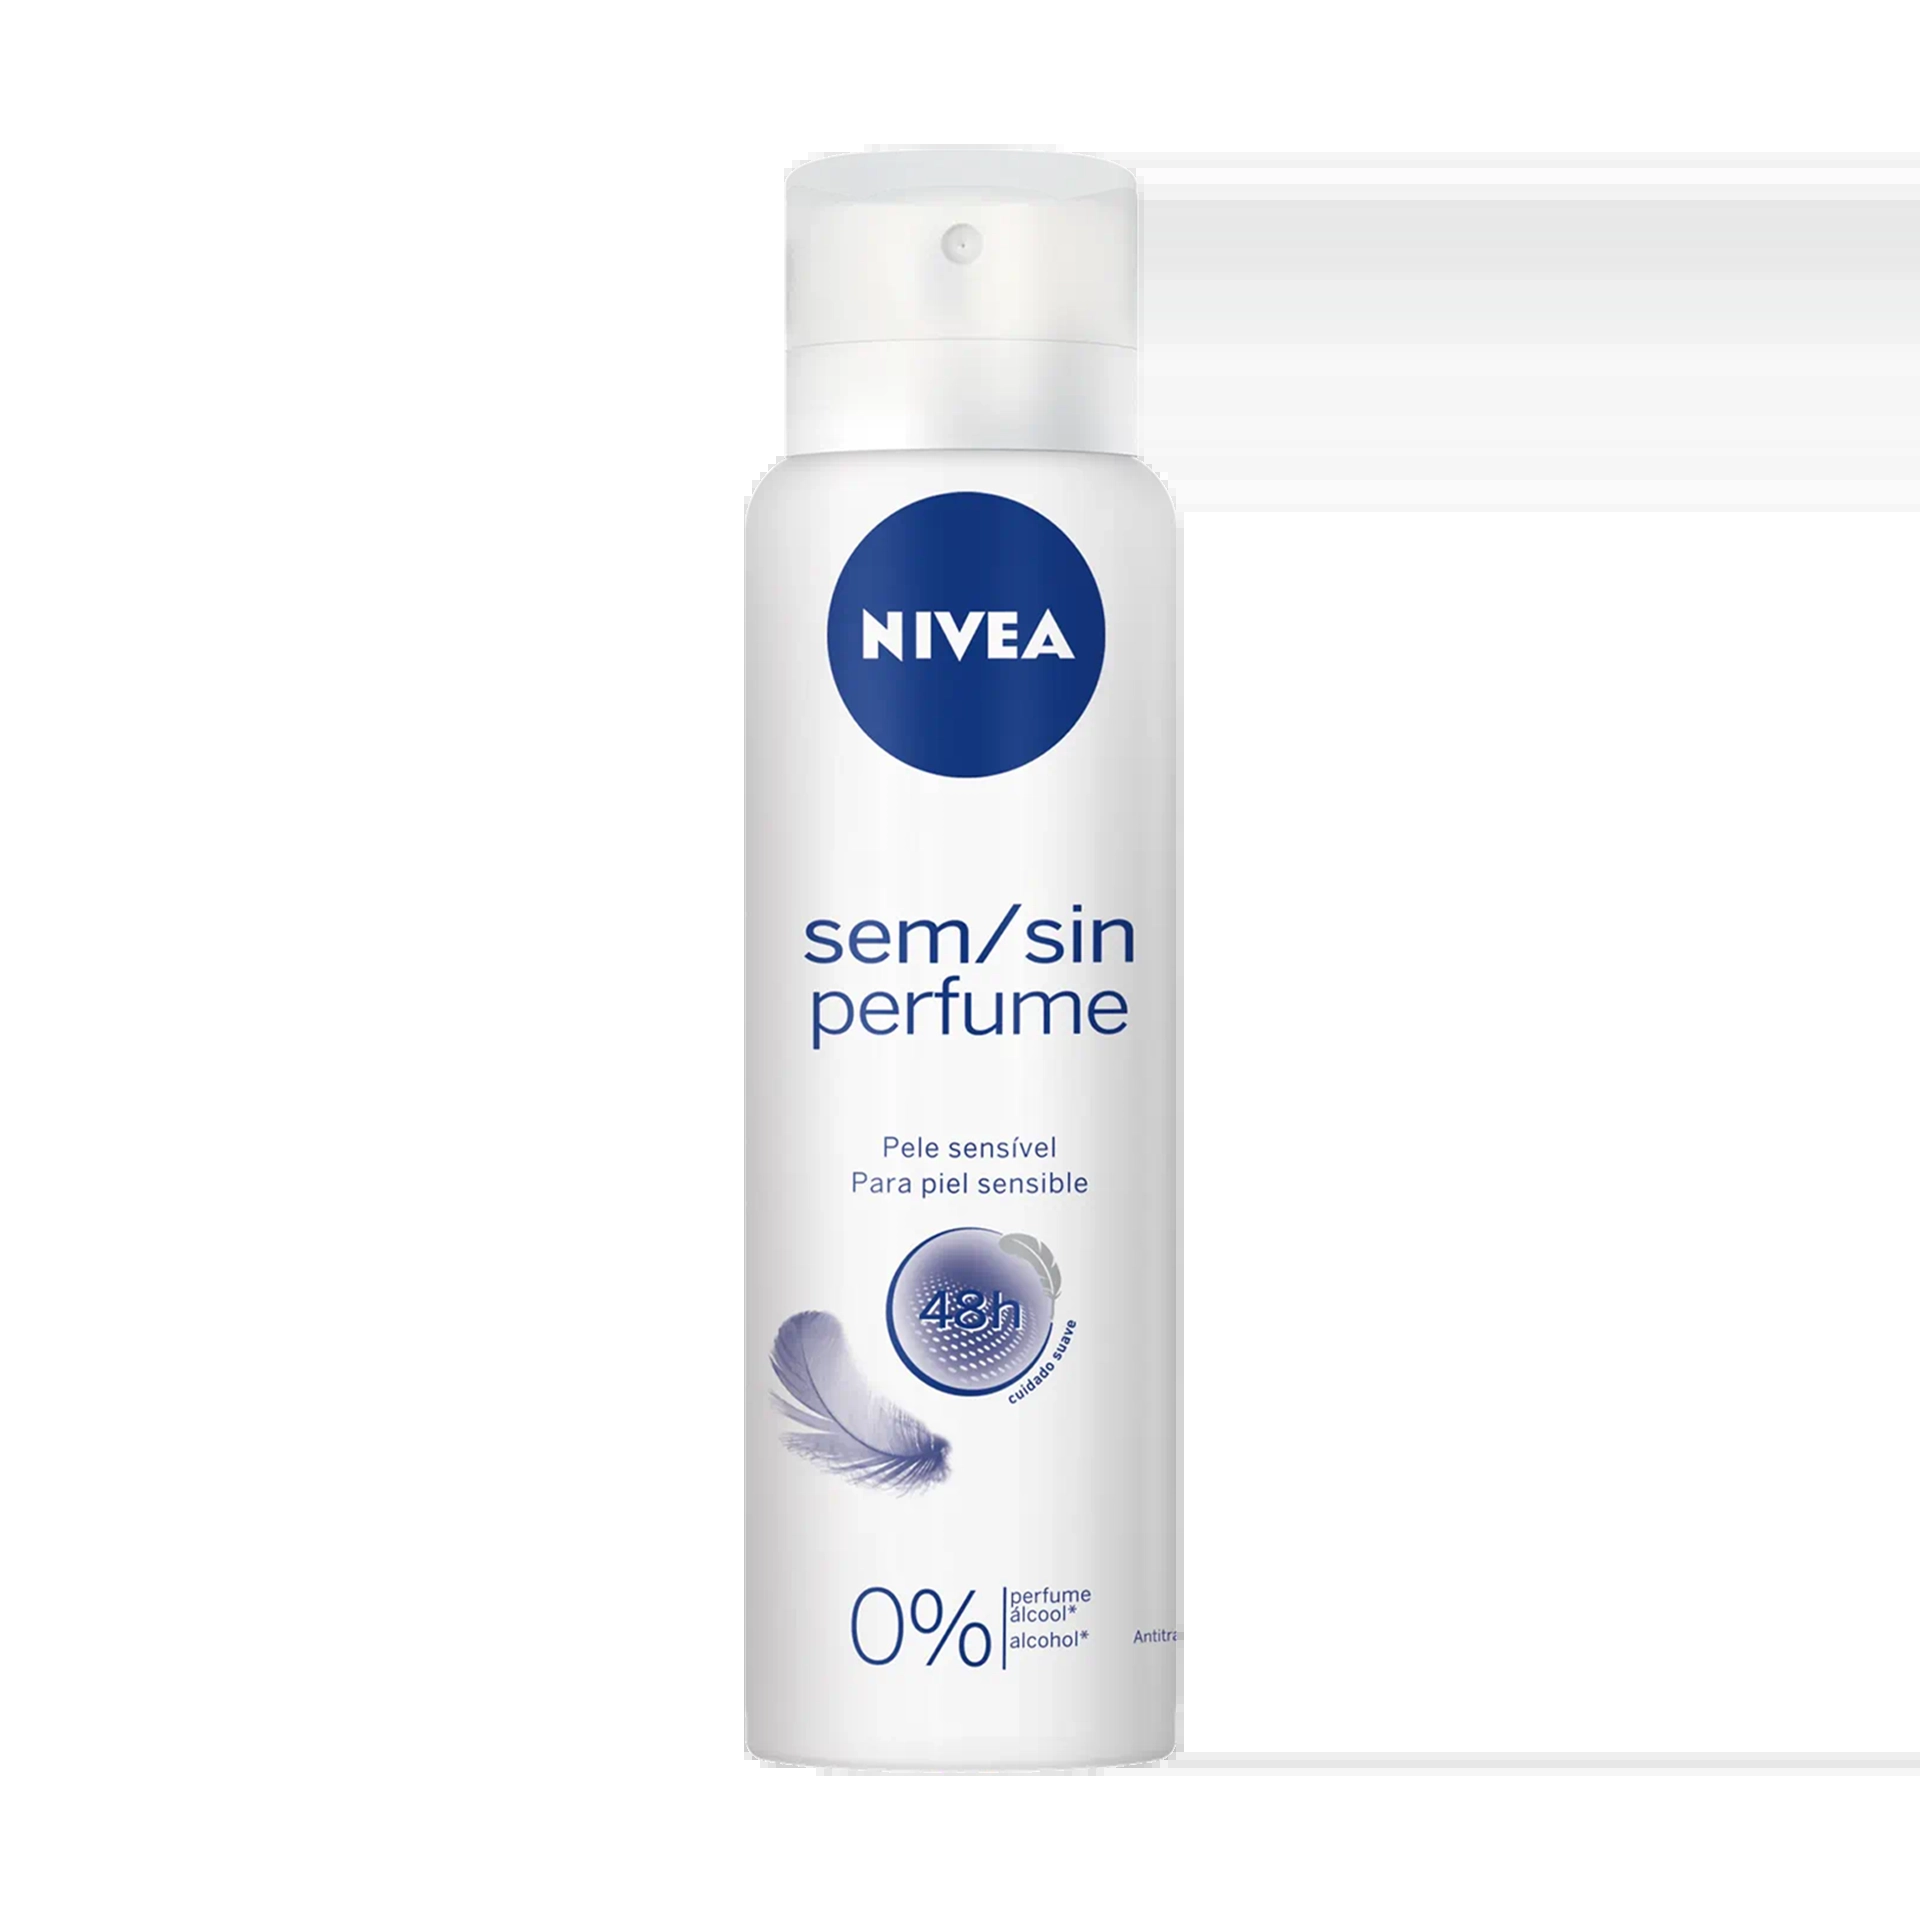 NIVEA
sem/sin
perfume
Pele sensível
Para piel sensible
48h
cuidado suave
0%
perfume
álcool*
alcohol*